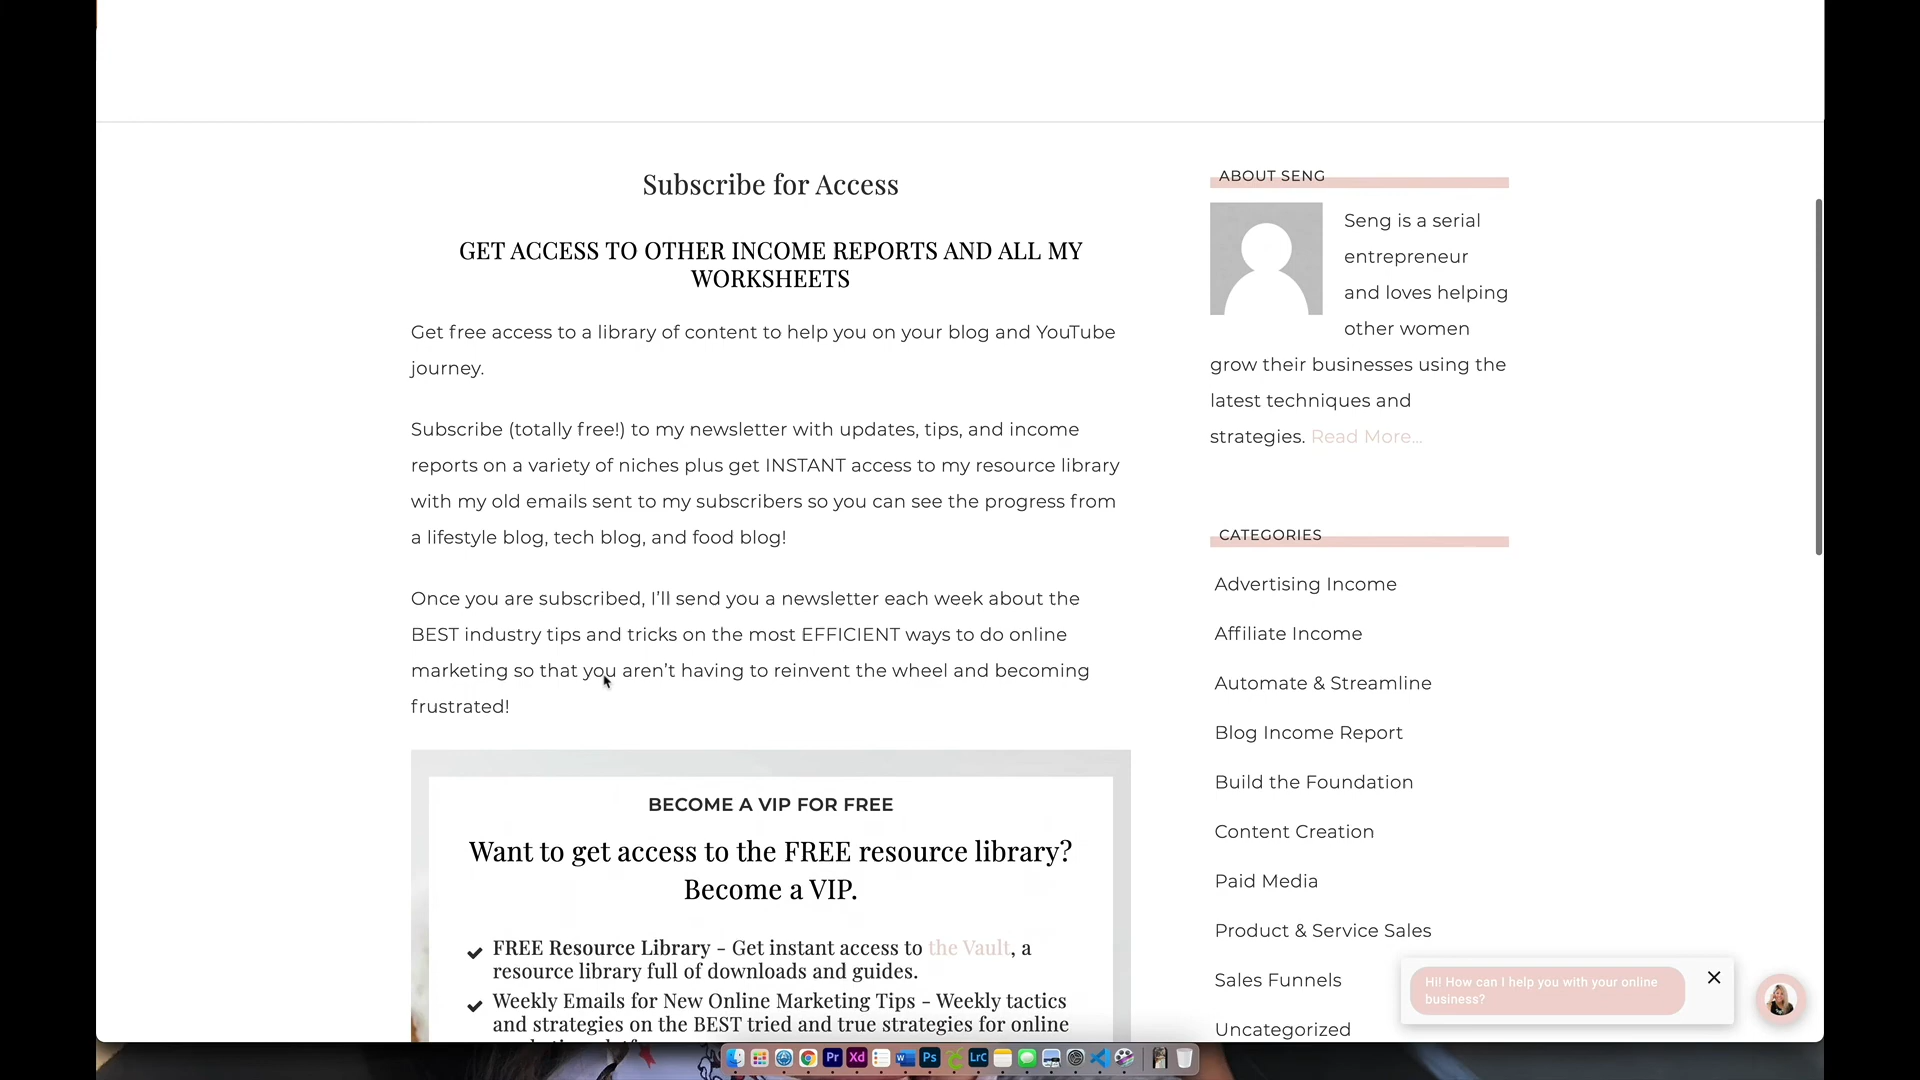 Subscribe for Access
GET ACCESS TO OTHER INCOME REPORTS AND ALL MY
WORKSHEETS
Get free access to a library of content to help you on your blog and YouTube
journey.
Subscribe (totally free!) to my newsletter with updates, tips, and income
reports on a variety of niches plus get INSTANT access to my resource library
with my old emails sent to my subscribers so you can see the progress from
a lifestyle blog, tech blog, and food blog!
Once you are subscribed, I'll send you a newsletter each week about the
BEST industry tips and tricks on the most EFFICIENT ways to do online
marketing so that you aren't having to reinvent the wheel and becoming
frustrated!
BECOME A VIP FOR FREE
Want to get access to the FREE resource library?
Become a VIP.
FREE Resource Library - Get instant access to the Vault, a
resource library full of downloads and guides.
Weekly Emails for New Online Marketing Tips - Weekly tactics
and strategies on the BEST tried and true strategies for online
ABOUT SENG
Seng is a serial
entrepreneur
and loves helping
other women
grow their businesses using the
latest techniques and
strategies. Read More...
CATEGORIES
Advertising Income
Affiliate Income
Automate & Streamline
Blog Income Report
Build the Foundation
Content Creation
Paid Media
Product & Service Sales
Sales Funnels
Uncategorized
Hi! How can I help you with your online
business?
Pr
Xd
Ps
LrC